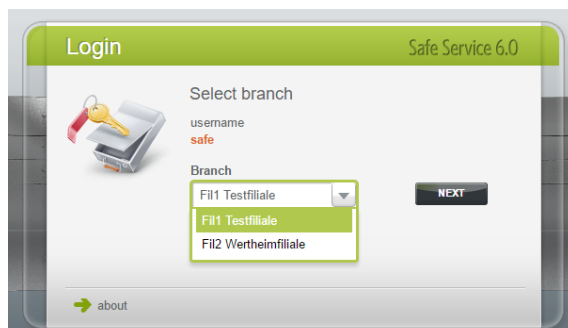 Login
Safe Service 6.0
Select branch
username
safe
Branch
Fil1 Testfiliale
NEXT
Fil1 Testfiliale
Fil2 Wertheimfiliale
about